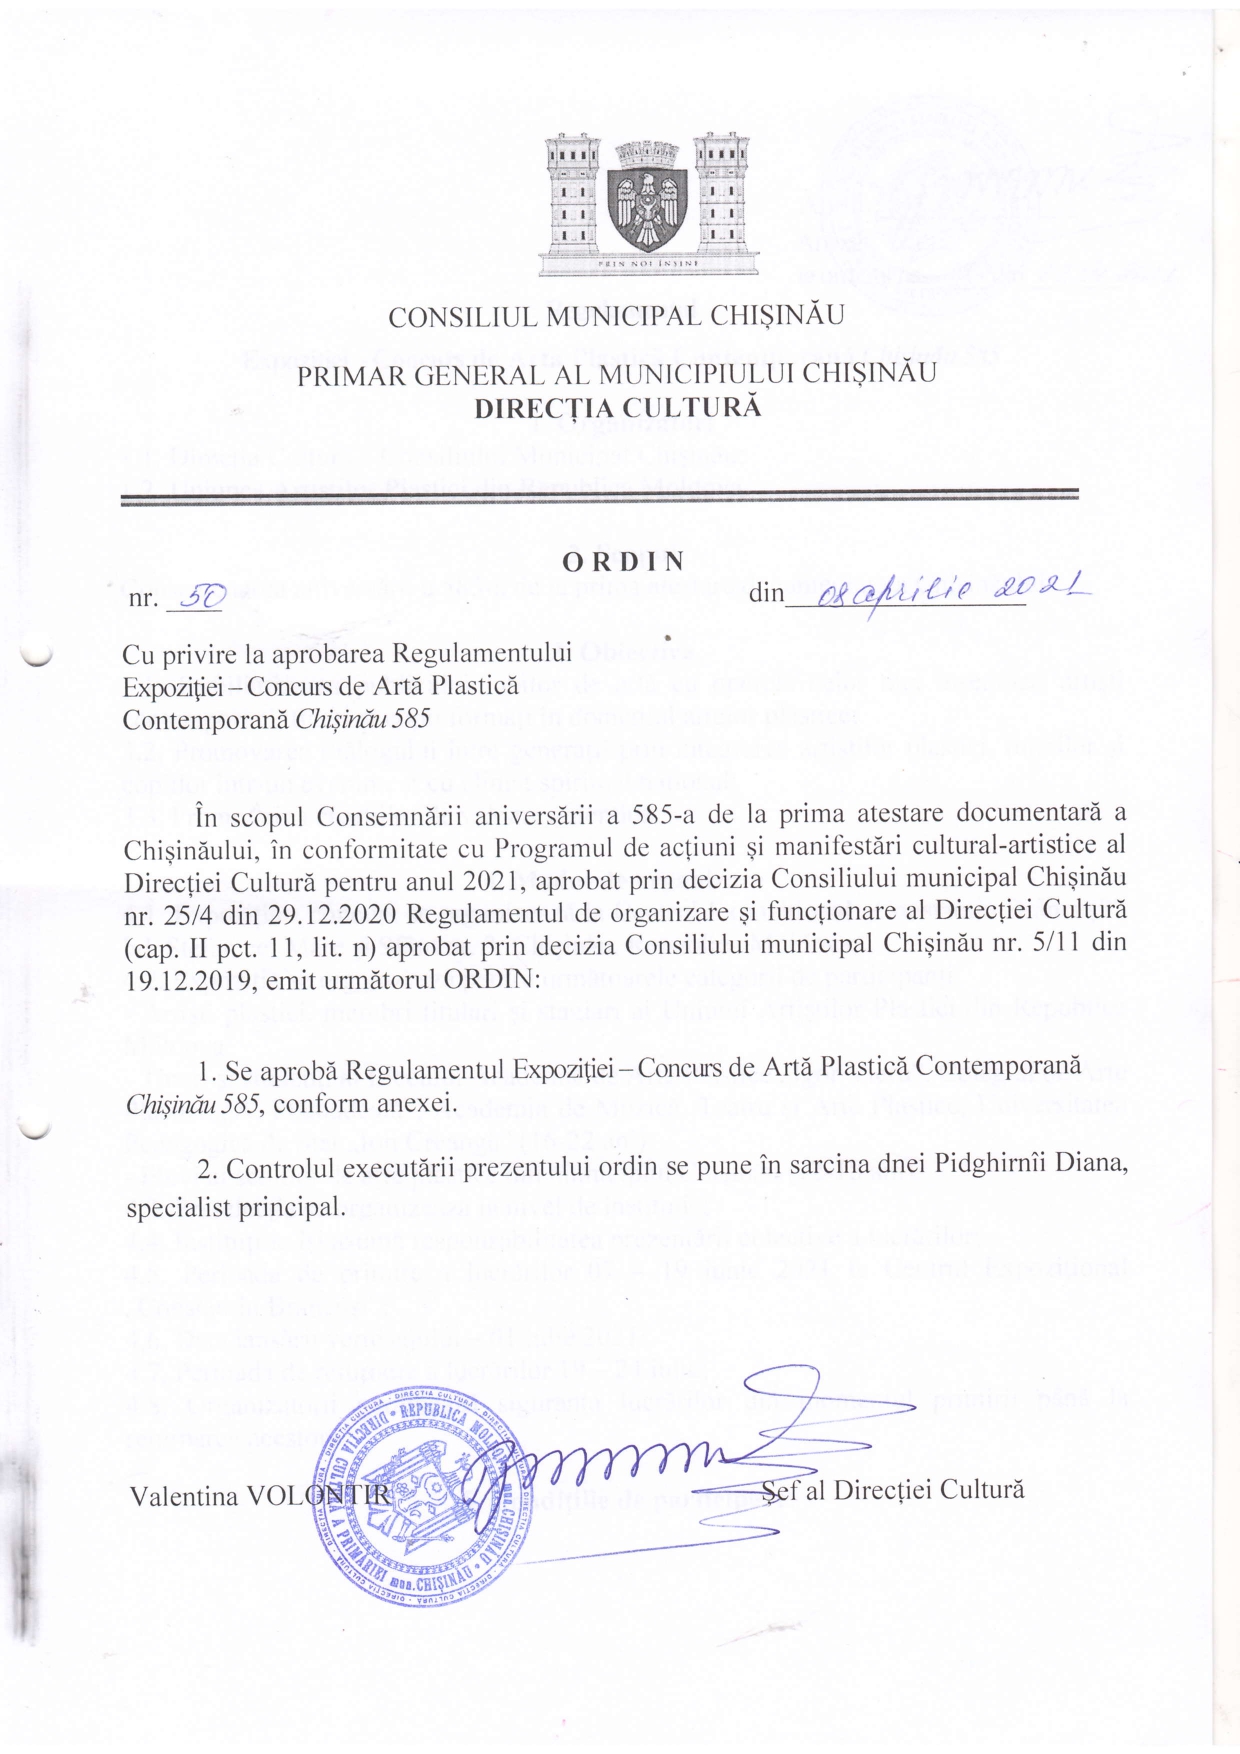 PRIN NOI ÎNȘINE
CONSILIUL MUNICIPAL CHIȘINĂU
PRIMAR GENERAL AL MUNICIPIULUI CHIȘINĂU
DIRECȚIA CULTURĂ
O R D I N
nr. 50 din 08 aprilie 2021
Cu privire la aprobarea Regulamentului
Expoziţiei – Concurs de Artă Plastică
Contemporană Chișinău 585
În scopul Consemnării aniversării a 585-a de la prima atestare documentară a
Chișinăului, în conformitate cu Programul de acțiuni și manifestări cultural-artistice al
Direcției Cultură pentru anul 2021, aprobat prin decizia Consiliului municipal Chișinău
nr. 25/4 din 29.12.2020 Regulamentul de organizare și funcționare al Direcției Cultură
(cap. II pct. 11, lit. n) aprobat prin decizia Consiliului municipal Chișinău nr. 5/11 din
19.12.2019, emit următorul ORDIN:
1. Se aprobă Regulamentul Expoziţiei – Concurs de Artă Plastică Contemporană
Chișinău 585, conform anexei.
2. Controlul executării prezentului ordin se pune în sarcina dnei Pidghirnîi Diana,
specialist principal.
Valentina VOLONTIR Șef al Direcției Cultură
REPUBLICA MOLDOVA • mun. CHIȘINĂU •
DIRECȚIA CULTURĂ A PRIMĂRIEI mun. CHIȘINĂU